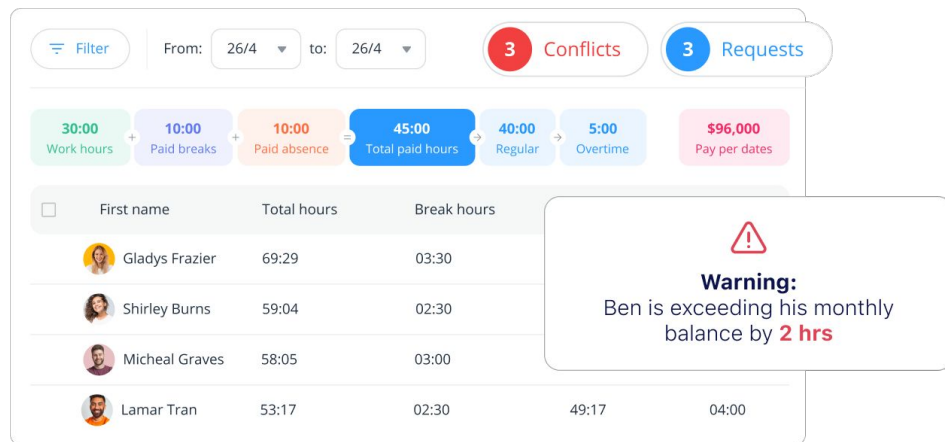 Filter From: 26/4 to: 26/4 3 Conflicts 3 Requests
30:00 + 10:00 + 10:00 = 45:00 → 40:00 → 5:00 $96,000
Work hours Paid breaks Paid absence Total paid hours Regular Overtime Pay per dates
First name Total hours Break hours
Gladys Frazier 69:29 03:30
Shirley Burns 59:04 02:30
Micheal Graves 58:05 03:00
Lamar Tran 53:17 02:30 49:17 04:00
Warning:
Ben is exceeding his monthly
balance by 2 hrs